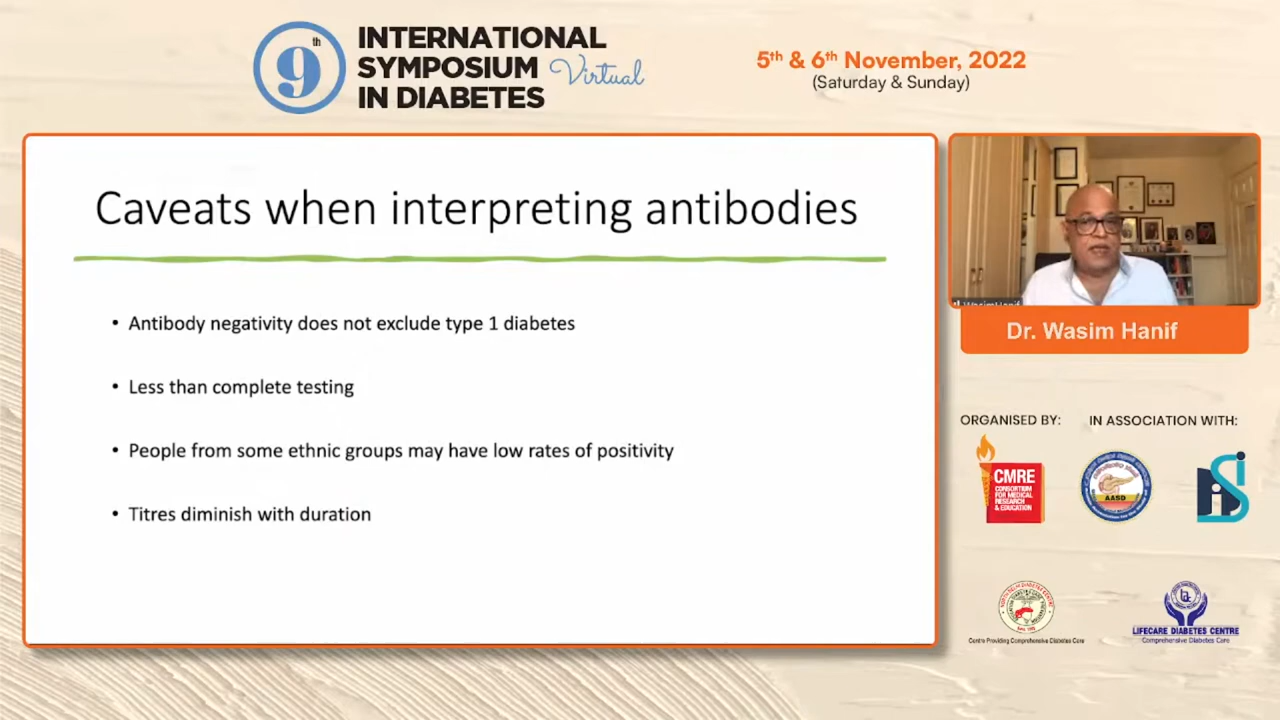 9th
INTERNATIONAL
SYMPOSIUM Virtual
IN DIABETES
5th & 6th November, 2022
(Saturday & Sunday)
Caveats when interpreting antibodies
• Antibody negativity does not exclude type 1 diabetes
• Less than complete testing
• People from some ethnic groups may have low rates of positivity
• Titres diminish with duration
Dr. Wasim Hanif
ORGANISED BY:
IN ASSOCIATION WITH:
CMRE
CONSORTIUM
FOR MEDICAL
RESEARCH
& EDUCATION
AASD
Centre Providing Comprehensive Diabetes Care
LIFECARE DIABETES CENTRE
Comprehensive Diabetes Care